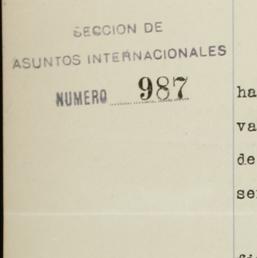 SECCION DE
ASUNTOS INTERNACIONALES
NUMERO 987
ha
va
de
se